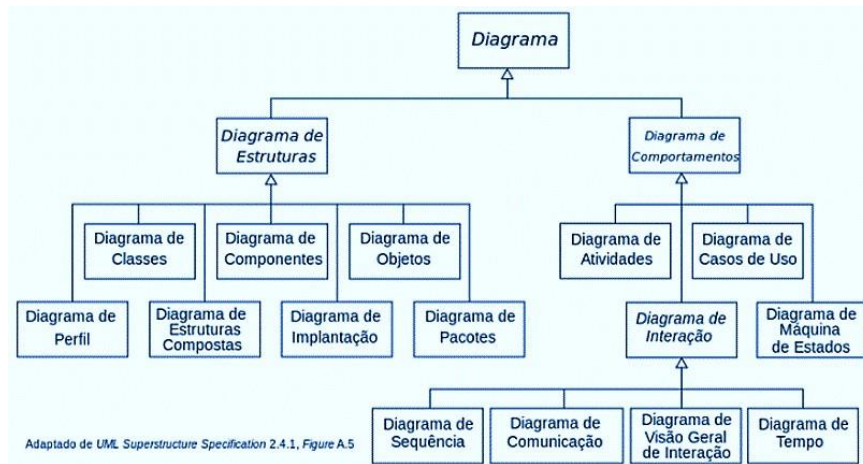 Diagrama
Diagrama de
Estruturas
Diagrama de
Comportamentos
Diagrama de
Classes
Diagrama de
Componentes
Diagrama de
Objetos
Diagrama de
Atividades
Diagrama de
Casos de Uso
Diagrama de
Perfil
Diagrama de
Estruturas
Compostas
Diagrama de
Implantação
Diagrama de
Pacotes
Diagrama de
Interação
Diagrama de
Máquina
de Estados
Diagrama de
Sequência
Diagrama de
Comunicação
Diagrama de
Visão Geral
de Interação
Diagrama de
Tempo
Adaptado de UML Superstructure Specification 2.4.1, Figure A.5